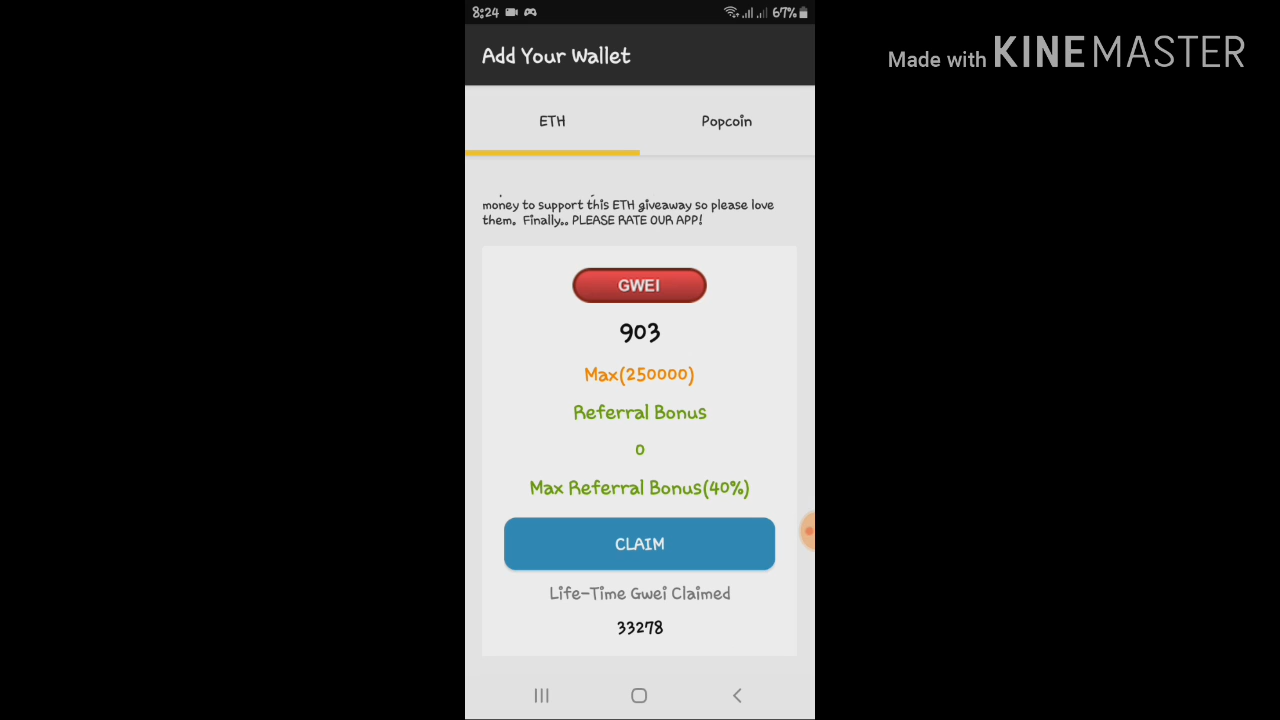 8:24
67%
Made with KINEMASTER
Add Your Wallet
ETH
Popcoin
money to support this ETH giveaway so please love
them. Finally.. PLEASE RATE OUR APP!
GWEI
903
Max(250000)
Referral Bonus
0
Max Referral Bonus(40%)
CLAIM
Life-Time Gwei Claimed
33278